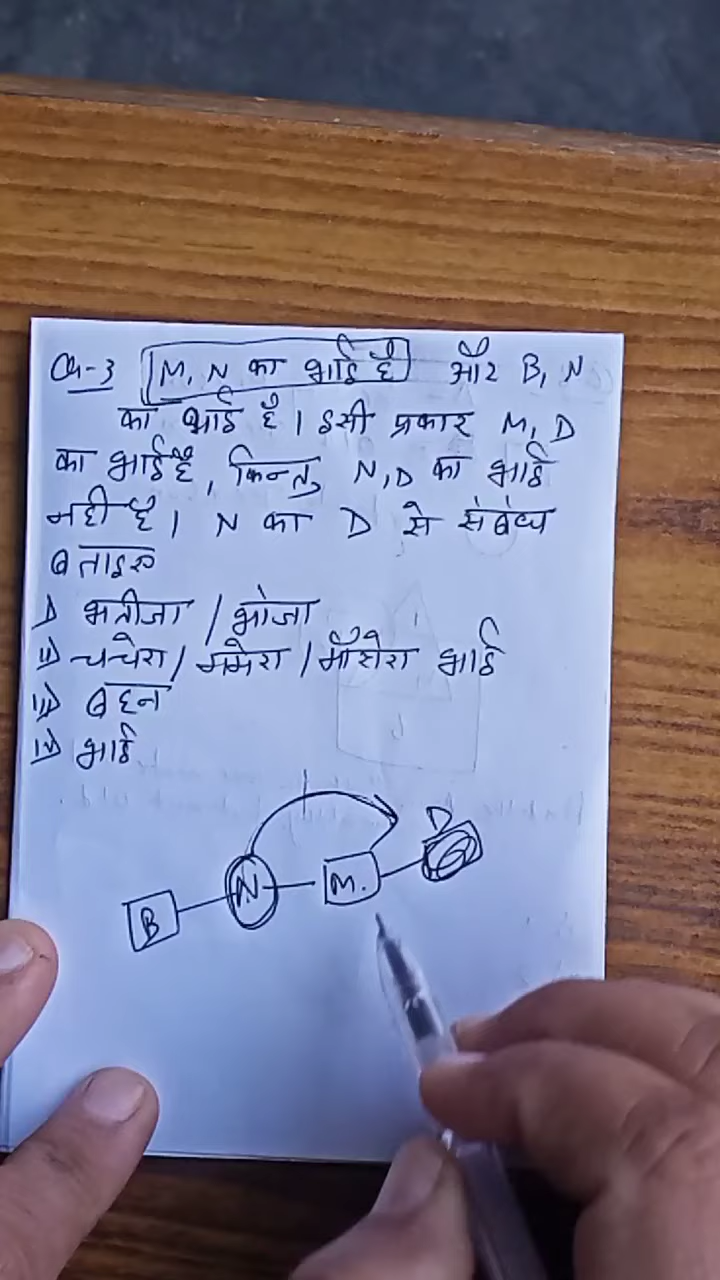 Q-3 M, N का भाई है और B, N
का भाई है। इसी प्रकार M, D
का भाई है, किन्तु N, D का भाई
नही है। N का D से संबंध
बताइए
i) भतीजा / भांजा
ii) चचेरा / ममेरा / मौसेरा भाई
iii) बहन
iv) भाई
D
B N M.